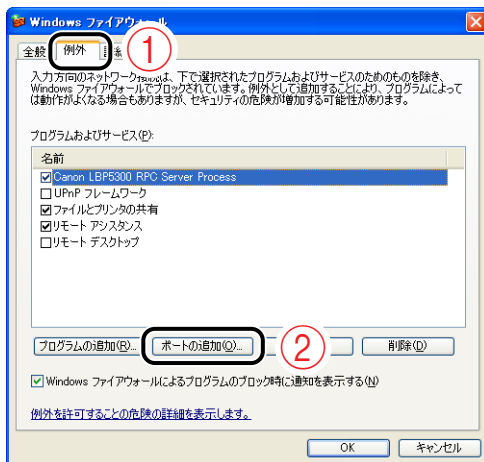 Windows ファイアウォール
全般
例外
①
入力方向のネットワーク接続は、下で選択されたプログラムおよびサービスのためのものを除き、
Windows ファイアウォールでブロックされています。例外として追加することにより、プログラムによって
は動作がよくなる場合もありますが、セキュリティの危険が増加する可能性があります。
プログラムおよびサービス(P):
名前
Canon LBP5300 RPC Server Process
UPnP フレームワーク
ファイルとプリンタの共有
リモート アシスタンス
リモート デスクトップ
プログラムの追加(R)... ポートの追加(O)... ② 削除(D)
Windows ファイアウォールによるプログラムのブロック時に通知を表示する(N)
例外を許可することの危険の詳細を表示します。
OK キャンセル